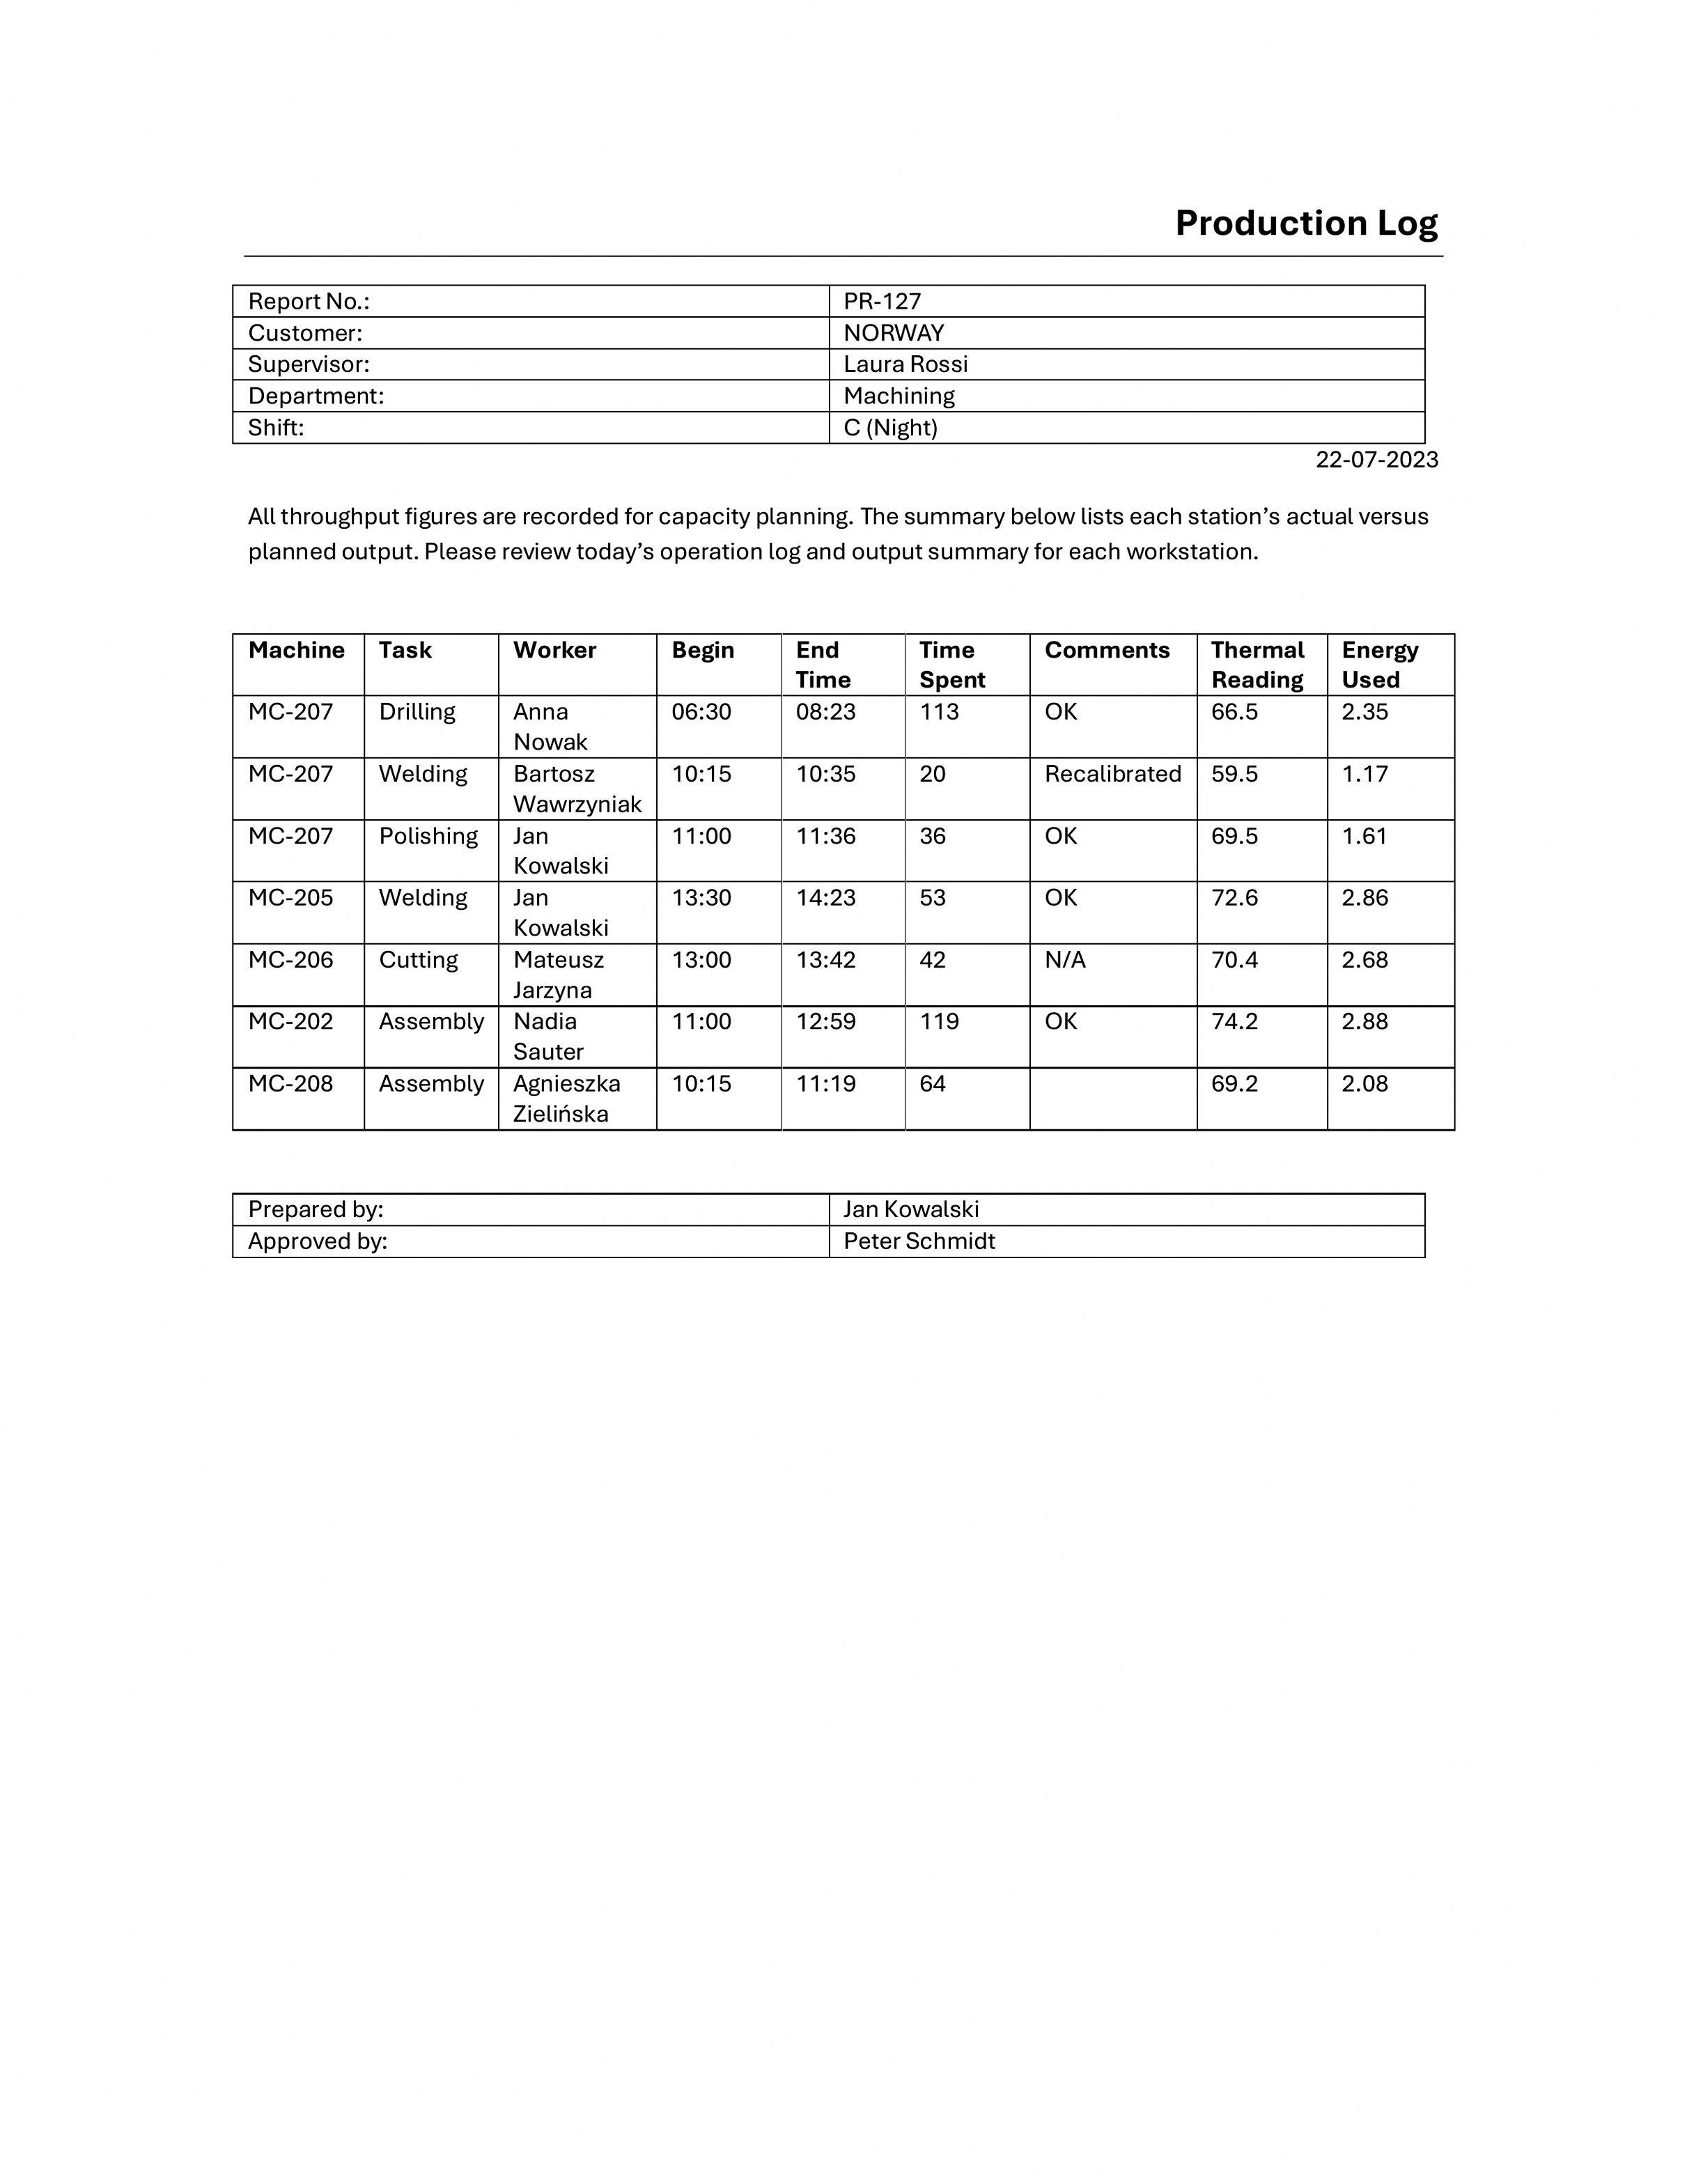 Production Log
Report No.: PR-127
Customer: NORWAY
Supervisor: Laura Rossi
Department: Machining
Shift: C (Night)
22-07-2023
All throughput figures are recorded for capacity planning. The summary below lists each station’s actual versus
planned output. Please review today’s operation log and output summary for each workstation.
Machine Task Worker Begin End Time Time Spent Comments Thermal Reading Energy Used
MC-207 Drilling Anna Nowak 06:30 08:23 113 OK 66.5 2.35
MC-207 Welding Bartosz Wawrzyniak 10:15 10:35 20 Recalibrated 59.5 1.17
MC-207 Polishing Jan Kowalski 11:00 11:36 36 OK 69.5 1.61
MC-205 Welding Jan Kowalski 13:30 14:23 53 OK 72.6 2.86
MC-206 Cutting Mateusz Jarzyna 13:00 13:42 42 N/A 70.4 2.68
MC-202 Assembly Nadia Sauter 11:00 12:59 119 OK 74.2 2.88
MC-208 Assembly Agnieszka Zielińska 10:15 11:19 64 69.2 2.08
Prepared by: Jan Kowalski
Approved by: Peter Schmidt